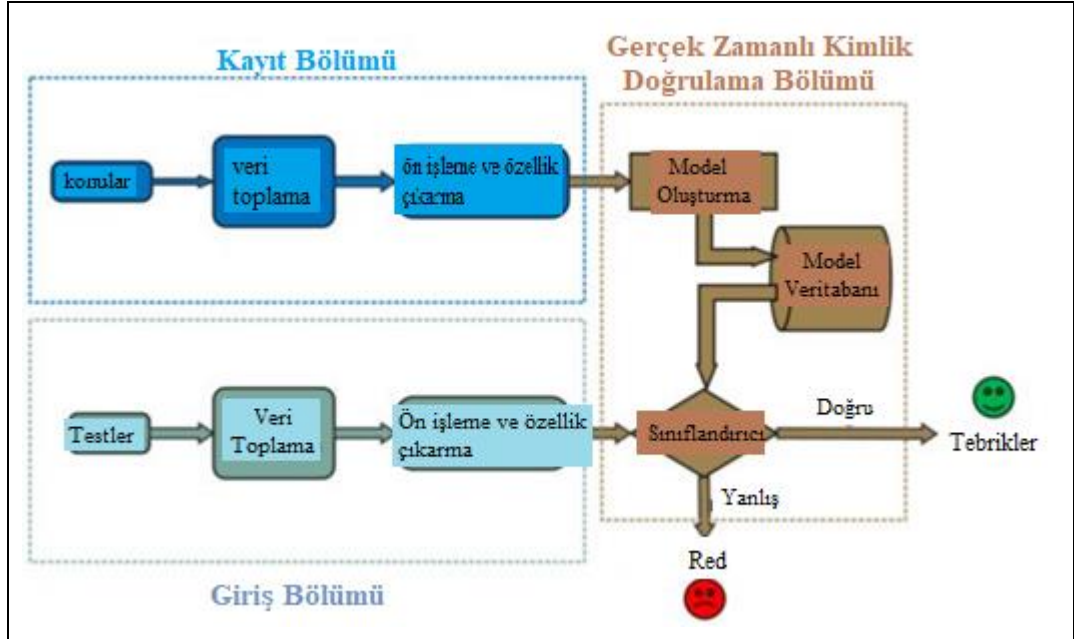 Kayıt Bölümü
Gerçek Zamanlı Kimlik
Doğrulama Bölümü
konular
veri
toplama
ön işleme ve özellik
çıkarma
Model
Oluşturma
Model
Veritabanı
Testler
Veri
Toplama
Ön işleme ve özellik
çıkarma
Sınıflandırici
Doğru
Tebrikler
Yanlış
Red
Giriş Bölümü